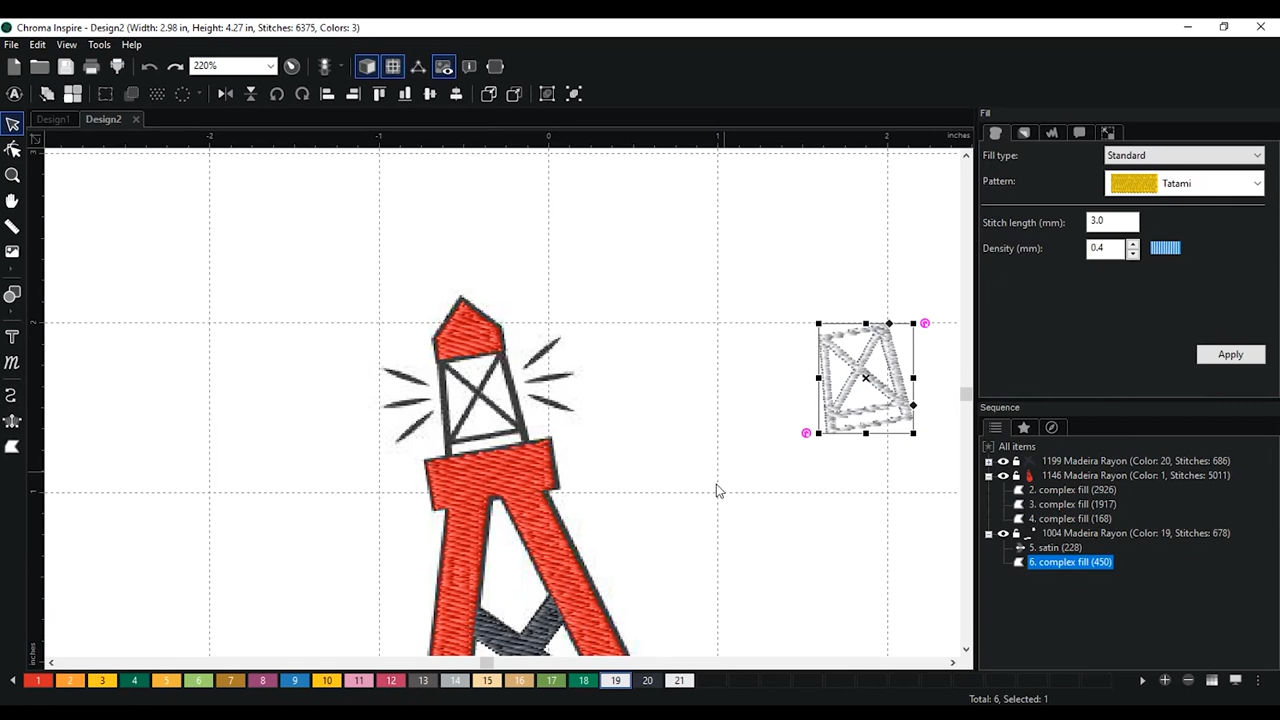 Chroma Inspire - Design2 (Width: 2.98 in, Height: 4.27 in, Stitches: 6375, Colors: 3)
File Edit View Tools Help
220%
Design1 Design2
-2 -1 0 1 2 inches
3
2
1
inches
Fill
Fill type: Standard
Pattern: Tatami
Stitch length (mm): 3.0
Density (mm): 0.4
Apply
Sequence
All items
1199 Madeira Rayon (Color: 20, Stitches: 686)
1146 Madeira Rayon (Color: 1, Stitches: 5011)
2. complex fill (2926)
3. complex fill (1917)
4. complex fill (168)
1004 Madeira Rayon (Color: 19, Stitches: 678)
5. satin (228)
6. complex fill (450)
1 2 3 4 5 6 7 8 9 10 11 12 13 14 15 16 17 18 19 20 21
Total: 6, Selected: 1